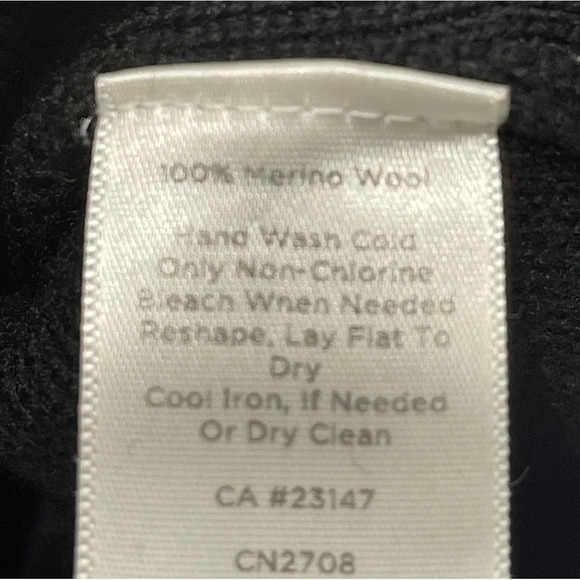 100% Merino Wool
Hand Wash Cold
Only Non-Chlorine
Bleach When Needed
Reshape, Lay Flat To
Dry
Cool Iron, If Needed
Or Dry Clean
CA #23147
CN2708